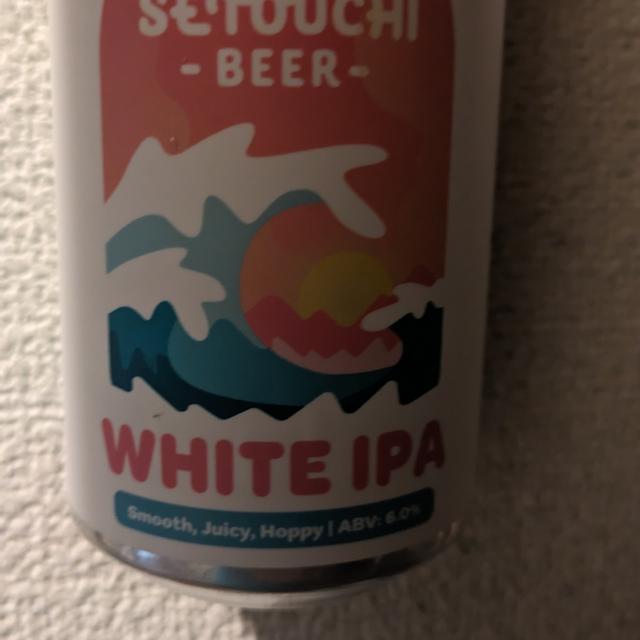 SETOUCHI
- BEER -
WHITE IPA
Smooth, Juicy, Hoppy | ABV: 6.0%